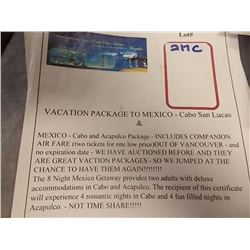 Lot#
2MC
VACATION PACKAGE TO MEXICO - Cabo San Lucas
&
MEXICO - Cabo and Acapulco Package - INCLUDES COMPANION
AIR FARE (two tickets for one low price)OUT OF VANCOUVER - and
no expiration date - WE HAVE AUCTIONED BEFORE AND THEY
ARE GREAT VACTION PACKAGES - SO WE JUMPED AT THE
CHANCE TO HAVE THEM AGAIN!!!!!!!!!
The 8 Night Mexico Getaway provides two adults with deluxe
accommodations in Cabo and Acapulco. The recipient of this certificate
will experience 4 romantic nights in Cabo and 4 fun filled nights in
Acapulco. - NOT TIME SHARE!!!!!